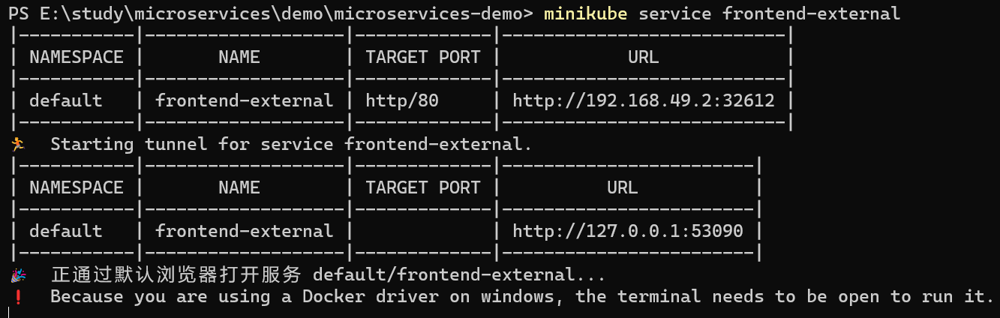 PS E:\study\microservices\demo\microservices-demo> minikube service frontend-external
|-----------|-------------------|-------------|---------------------------|
| NAMESPACE |       NAME        | TARGET PORT |            URL            |
|-----------|-------------------|-------------|---------------------------|
| default   | frontend-external | http/80     | http://192.168.49.2:32612 |
|-----------|-------------------|-------------|---------------------------|
🏃  Starting tunnel for service frontend-external.
|-----------|-------------------|-------------|------------------------|
| NAMESPACE |       NAME        | TARGET PORT |          URL           |
|-----------|-------------------|-------------|------------------------|
| default   | frontend-external |             | http://127.0.0.1:53090 |
|-----------|-------------------|-------------|------------------------|
🎉  正通过默认浏览器打开服务 default/frontend-external...
❗  Because you are using a Docker driver on windows, the terminal needs to be open to run it.